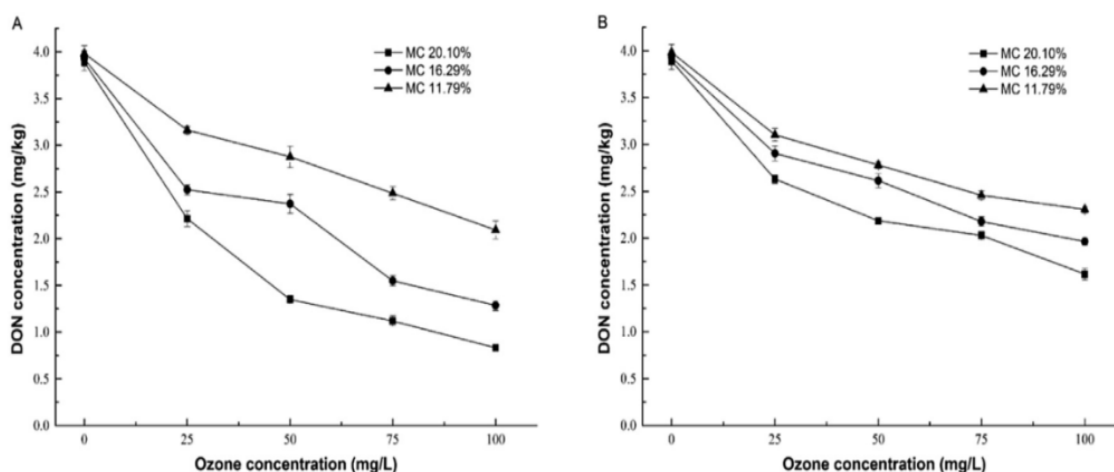 A
MC 20.10%
MC 16.29%
MC 11.79%
DON concentration (mg/kg)
4.0
3.5
3.0
2.5
2.0
1.5
1.0
0.5
0.0
0 25 50 75 100
Ozone concentration (mg/L)
B
MC 20.10%
MC 16.29%
MC 11.79%
DON concentration (mg/kg)
4.0
3.5
3.0
2.5
2.0
1.5
1.0
0.5
0.0
0 25 50 75 100
Ozone concentration (mg/L)